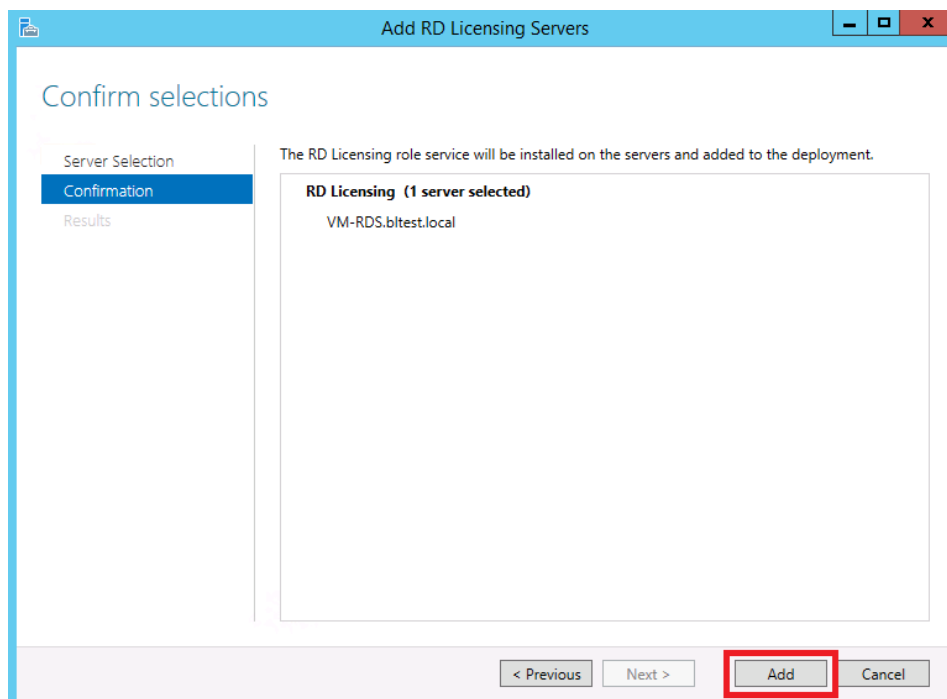 Add RD Licensing Servers
Confirm selections
Server Selection
Confirmation
Results
The RD Licensing role service will be installed on the servers and added to the deployment.
RD Licensing (1 server selected)
VM-RDS.bltest.local
< Previous
Next >
Add
Cancel